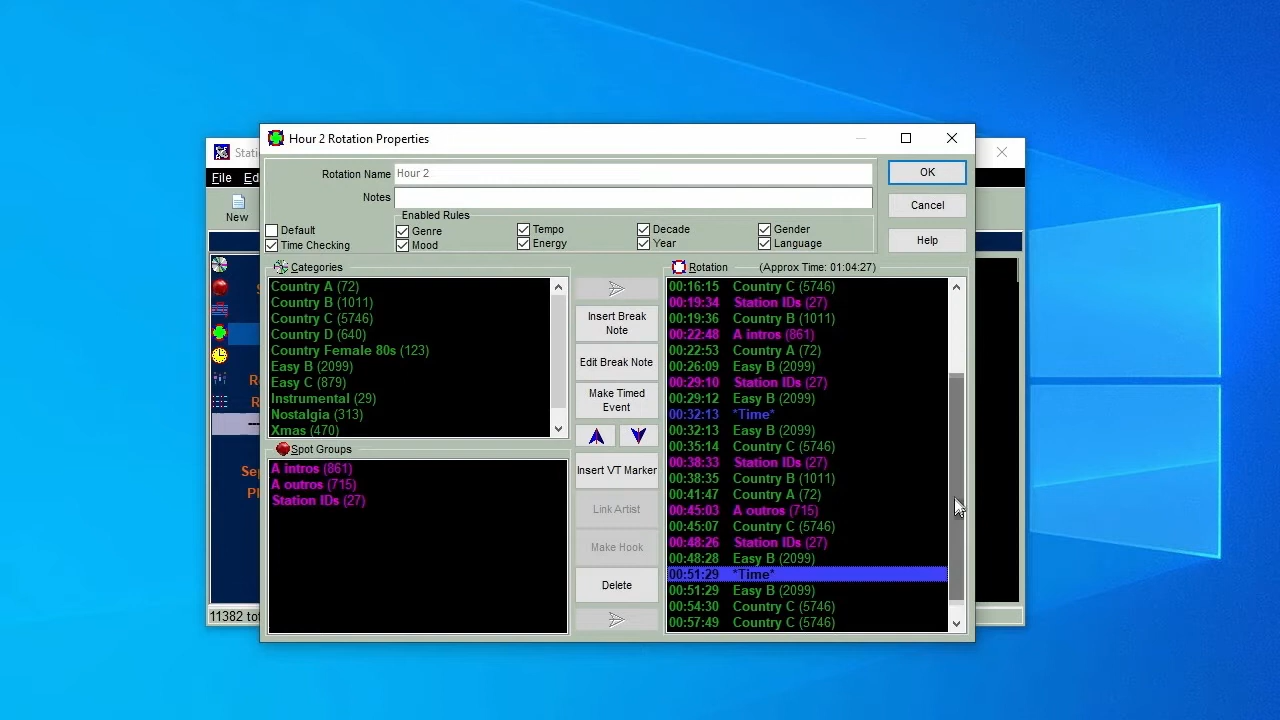 Hour 2 Rotation Properties
Stati
File Ed
New
Rotation Name Hour 2
Notes
OK
Cancel
Help
Enabled Rules
Default
Time Checking
Genre
Mood
Tempo
Energy
Decade
Year
Gender
Language
Categories
Country A (72)
Country B (1011)
Country C (5746)
Country D (640)
Country Female 80s (123)
Easy B (2099)
Easy C (879)
Instrumental (29)
Nostalgia (313)
Xmas (470)
Spot Groups
A intros (861)
A outros (715)
Station IDs (27)
Insert Break
Note
Edit Break Note
Make Timed
Event
Insert VT Marker
Link Artist
Make Hook
Delete
Rotation (Approx Time: 01:04:27)
00:16:15 Country C (5746)
00:19:34 Station IDs (27)
00:19:36 Country B (1011)
00:22:48 A intros (861)
00:22:53 Country A (72)
00:26:09 Easy B (2099)
00:29:10 Station IDs (27)
00:29:12 Easy B (2099)
00:32:13 *Time*
00:32:13 Easy B (2099)
00:35:14 Country C (5746)
00:38:33 Station IDs (27)
00:38:35 Country B (1011)
00:41:47 Country A (72)
00:45:03 A outros (715)
00:45:07 Country C (5746)
00:48:26 Station IDs (27)
00:48:28 Easy B (2099)
00:51:29 *Time*
00:51:29 Easy B (2099)
00:54:30 Country C (5746)
00:57:49 Country C (5746)
S
R
R
Sep
Pl
11382 to